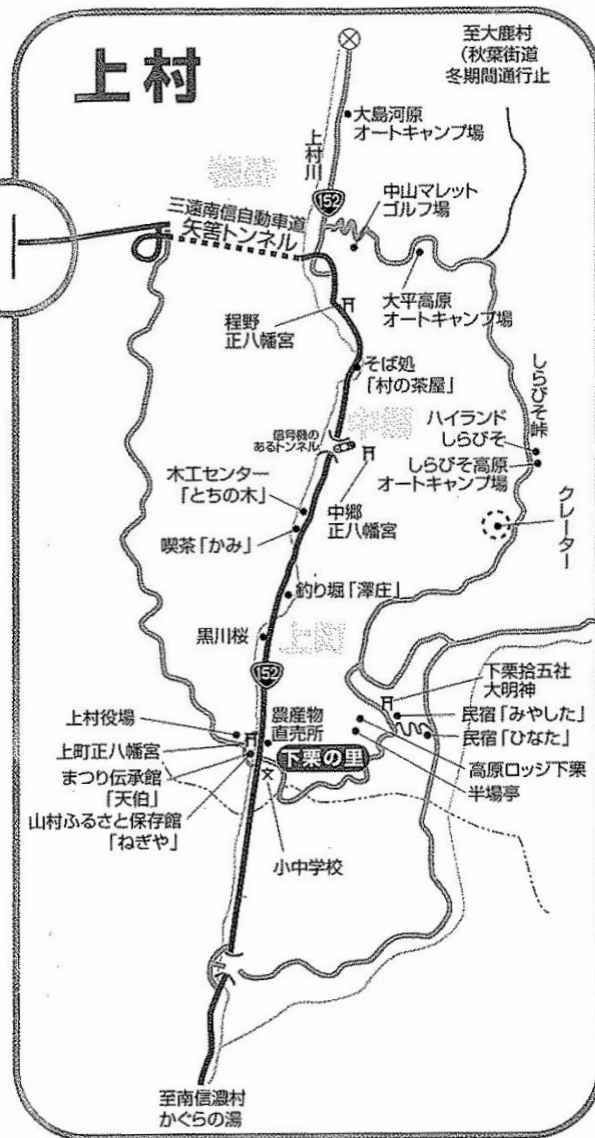 上村
至大鹿村
(秋葉街道
冬期間通行止
大島河原
オートキャンプ場
上村川
152
中山マレット
ゴルフ場
三遠南信自動車道
矢筈トンネル
大平高原
オートキャンプ場
程野
正八幡宮
そば処
「村の茶屋」
しらびそ峠
ハイランド
しらびそ
しらびそ高原
オートキャンプ場
中郷
信号機の
あるトンネル
中郷
正八幡宮
クレーター
木工センター
「とちの木」
喫茶「かみ」
釣り堀「澤庄」
黒川桜
上町
152
下栗拾五社
大明神
民宿「みやした」
民宿「ひなた」
高原ロッジ下栗
半場亭
上村役場
農産物
直売所
上町正八幡宮
下栗の里
まつり伝承館
「天伯」
山村ふるさと保存館
「ねぎや」
文
小中学校
至南信濃村
かぐらの湯